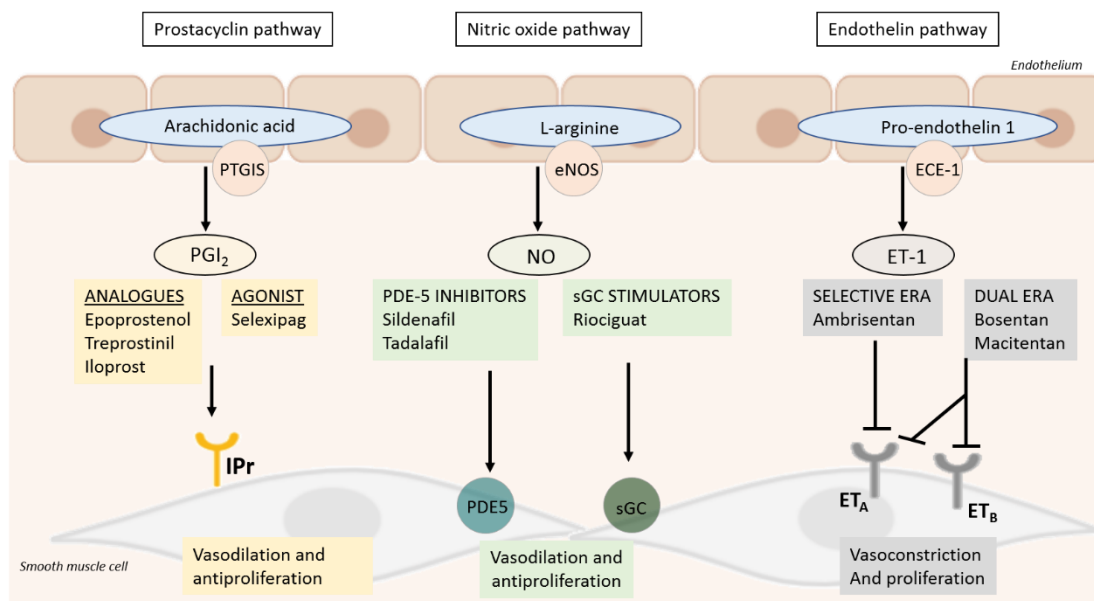 Prostacyclin pathway
Nitric oxide pathway
Endothelin pathway
Endothelium
Arachidonic acid
L-arginine
Pro-endothelin 1
PTGIS
eNOS
ECE-1
PGI₂
NO
ET-1
ANALOGUES
Epoprostenol
Treprostinil
Iloprost
AGONIST
Selexipag
PDE-5 INHIBITORS
Sildenafil
Tadalafil
sGC STIMULATORS
Riociguat
SELECTIVE ERA
Ambrisentan
DUAL ERA
Bosentan
Macitentan
IPr
PDE5
sGC
ET_A
ET_B
Smooth muscle cell
Vasodilation and
antiproliferation
Vasodilation and
antiproliferation
Vasoconstriction
And proliferation